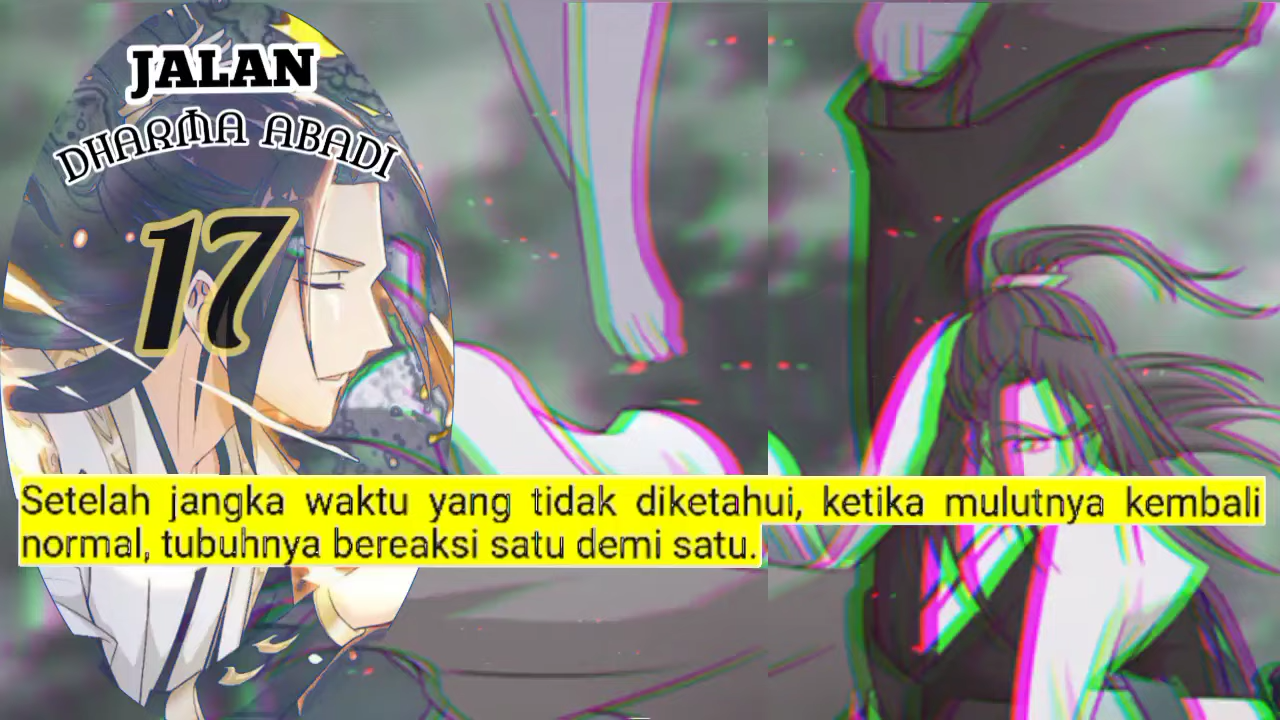 JALAN
DHARMA ABADI
17
Setelah jangka waktu yang tidak diketahui, ketika mulutnya kembali
normal, tubuhnya bereaksi satu demi satu.